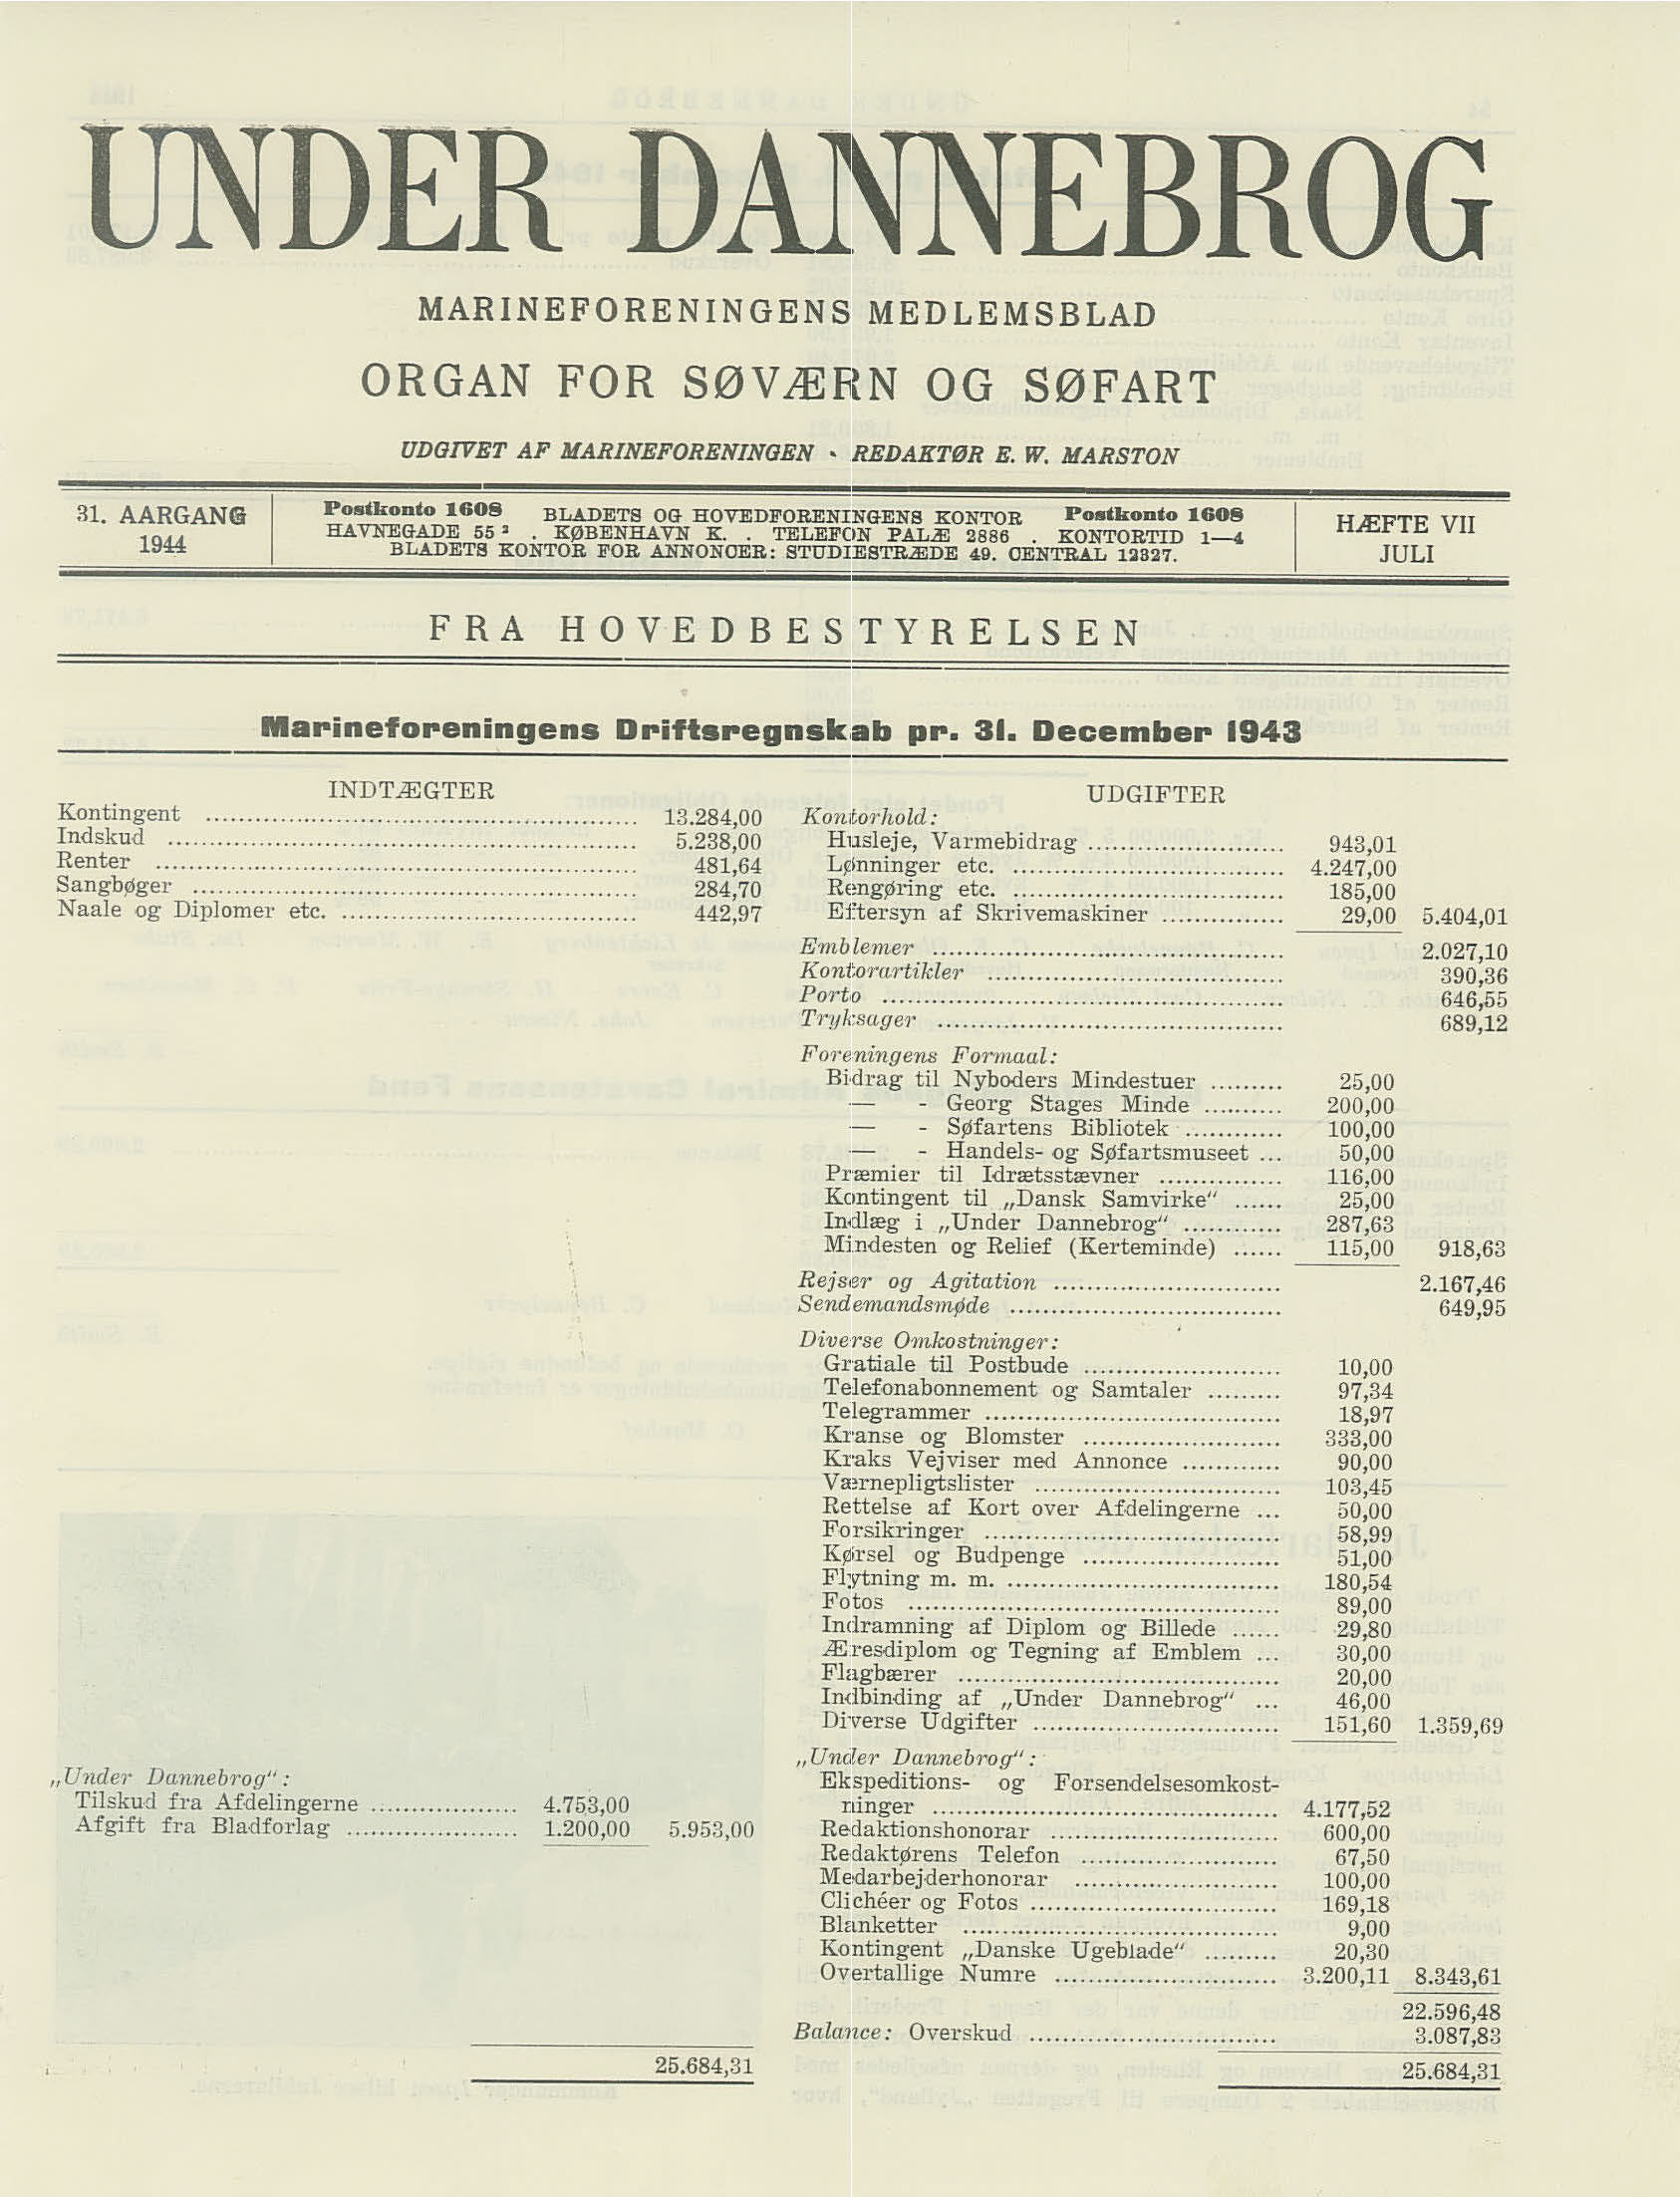 UNDER DANNEBROG
MARINEFORENINGENS MEDLEMSBLAD
ORGAN FOR SØVÆRN OG SØFART
UDGIVET AF MARINEFORENINGEN · REDAKTØR E. W. MARSTON
31. AARGANG
1944
Postkonto 1608 BLADETS OG HOVEDFORENINGENS KONTOR Postkonto 1608
HAVNEGADE 55² . KØBENHAVN K. . TELEFON PALÆ 2886 . KONTORTID 1—4
BLADETS KONTOR FOR ANNONCER: STUDIESTRÆDE 49. CENTRAL 12327.
HÆFTE VII
JULI
FRA HOVEDBESTYRELSEN
Marineforeningens Driftsregnskab pr. 31. December 1943
INDTÆGTER
Kontingent ........ 13.284,00
Indskud ........ 5.238,00
Renter ........ 481,64
Sangbøger ........ 284,70
Naale og Diplomer etc. ........ 442,97
„Under Dannebrog“:
Tilskud fra Afdelingerne ........ 4.753,00
Afgift fra Bladforlag ........ 1.200,00 5.953,00
25.684,31
UDGIFTER
Kontorhold:
Husleje, Varmebidrag ........ 943,01
Lønninger etc. ........ 4.247,00
Rengøring etc. ........ 185,00
Eftersyn af Skrivemaskiner ........ 29,00 5.404,01
Emblemer ........ 2.027,10
Kontorartikler ........ 390,36
Porto ........ 646,55
Tryksager ........ 689,12
Foreningens Formaal:
Bidrag til Nyboders Mindestuer ........ 25,00
— - Georg Stages Minde ........ 200,00
— - Søfartens Bibliotek ........ 100,00
— - Handels- og Søfartsmuseet ... 50,00
Præmier til Idrætsstævner ........ 116,00
Kontingent til „Dansk Samvirke“ ...... 25,00
Indlæg i „Under Dannebrog“ ........ 287,63
Mindesten og Relief (Kerteminde) ...... 115,00 918,63
Rejser og Agitation ........ 2.167,46
Sendemandsmøde ........ 649,95
Diverse Omkostninger:
Gratiale til Postbude ........ 10,00
Telefonabonnement og Samtaler ........ 97,34
Telegrammer ........ 18,97
Kranse og Blomster ........ 333,00
Kraks Vejviser med Annonce ........ 90,00
Værnepligtslister ........ 103,45
Rettelse af Kort over Afdelingerne ... 50,00
Forsikringer ........ 58,99
Kørsel og Budpenge ........ 51,00
Flytning m. m. ........ 180,54
Fotos ........ 89,00
Indramning af Diplom og Billede ...... 29,80
Æresdiplom og Tegning af Emblem ... 30,00
Flagbærer ........ 20,00
Indbinding af „Under Dannebrog“ ... 46,00
Diverse Udgifter ........ 151,60 1.359,69
„Under Dannebrog“:
Ekspeditions- og Forsendelsesomkost-
ninger ........ 4.177,52
Redaktionshonorar ........ 600,00
Redaktørens Telefon ........ 67,50
Medarbejderhonorar ........ 100,00
Clichéer og Fotos ........ 169,18
Blanketter ........ 9,00
Kontingent „Danske Ugeblade“ ........ 20,30
Overtallige Numre ........ 3.200,11 8.343,61
22.596,48
Balance: Overskud ........ 3.087,83
25.684,31